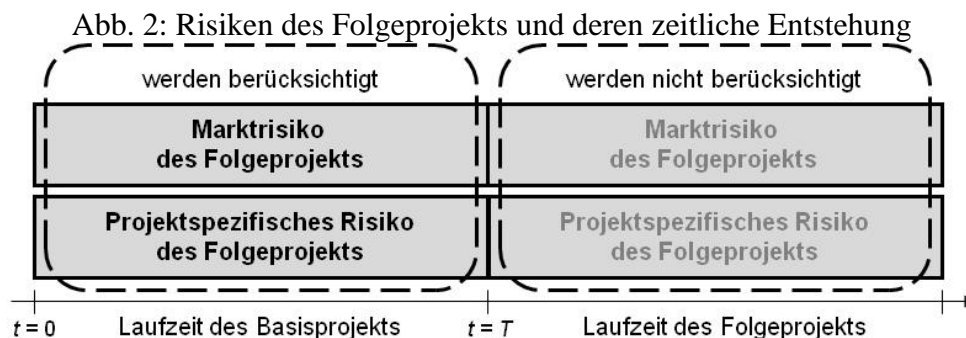 Abb. 2: Risiken des Folgeprojekts und deren zeitliche Entstehung
werden berücksichtigt
werden nicht berücksichtigt
Marktrisiko
des Folgeprojekts
Marktrisiko
des Folgeprojekts
Projektspezifisches Risiko
des Folgeprojekts
Projektspezifisches Risiko
des Folgeprojekts
t = 0
Laufzeit des Basisprojekts
t = T
Laufzeit des Folgeprojekts